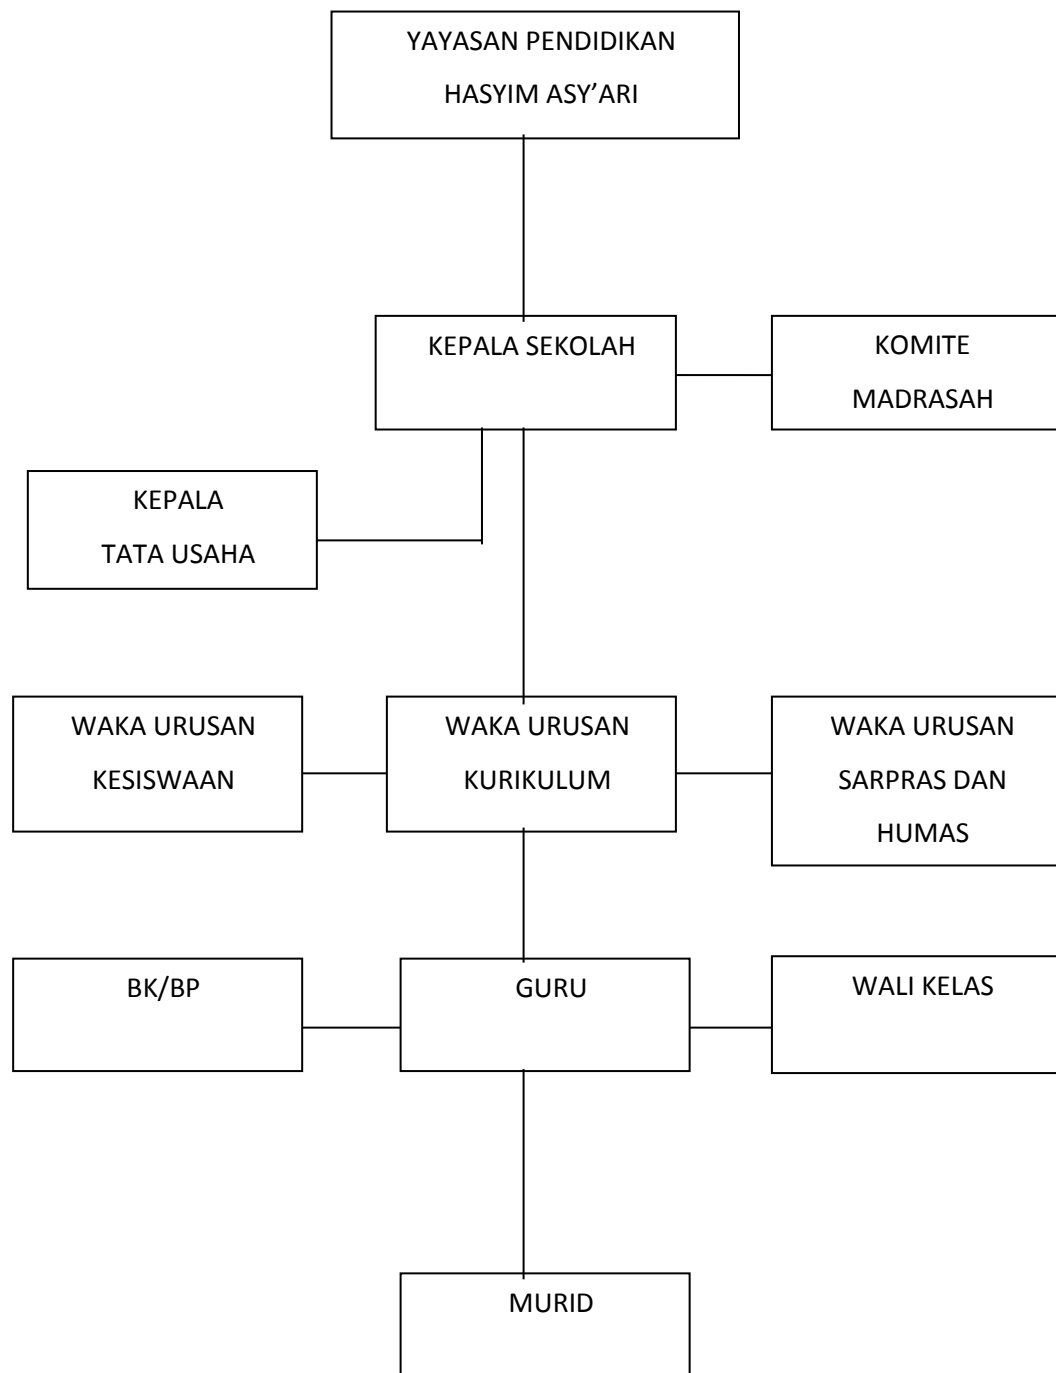 YAYASAN PENDIDIKAN
HASYIM ASY’ARI
KEPALA SEKOLAH
KOMITE
MADRASAH
KEPALA
TATA USAHA
WAKA URUSAN
KESISWAAN
WAKA URUSAN
KURIKULUM
WAKA URUSAN
SARPRAS DAN
HUMAS
BK/BP
GURU
WALI KELAS
MURID